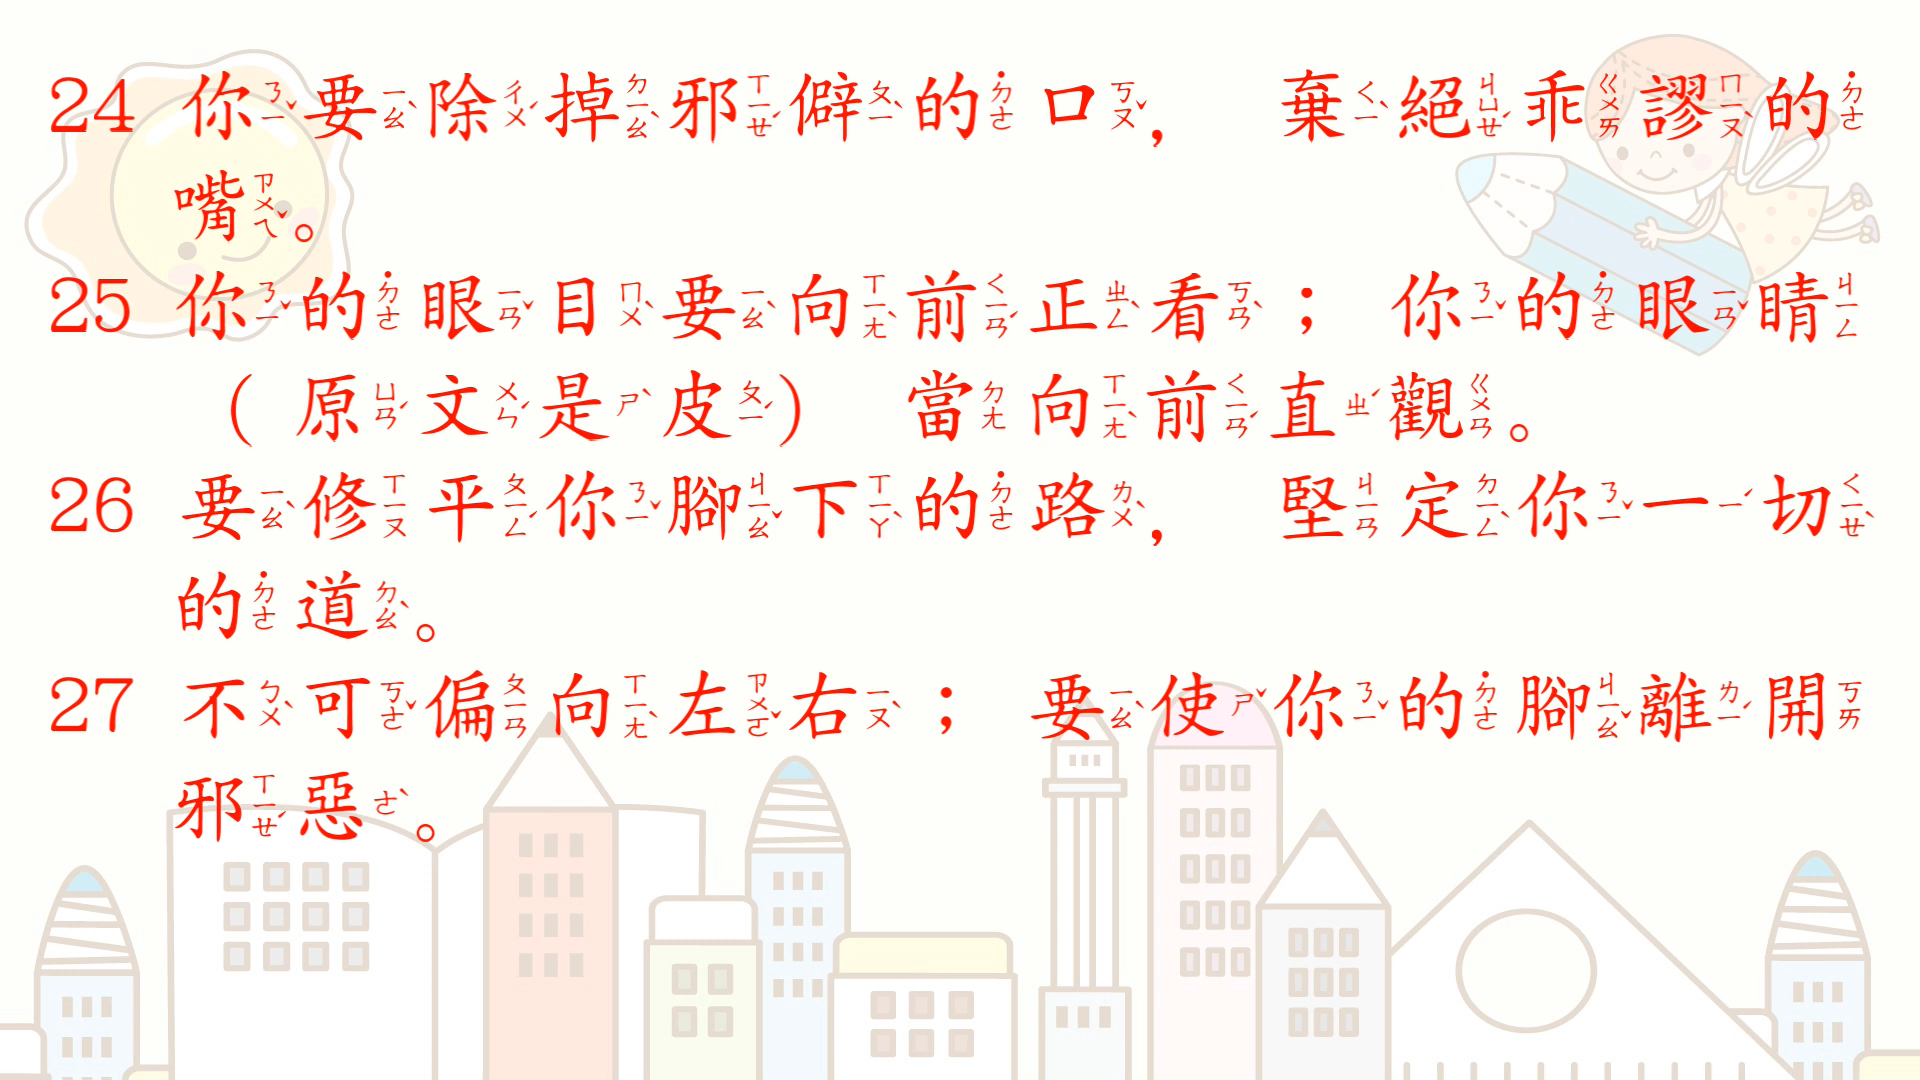 24 你要除掉邪僻的口， 棄絕乖謬的
嘴。
25 你的眼目要向前正看； 你的眼睛
（原文是皮） 當向前直觀。
26 要修平你腳下的路， 堅定你一切
的道。
27 不可偏向左右； 要使你的腳離開
邪惡。